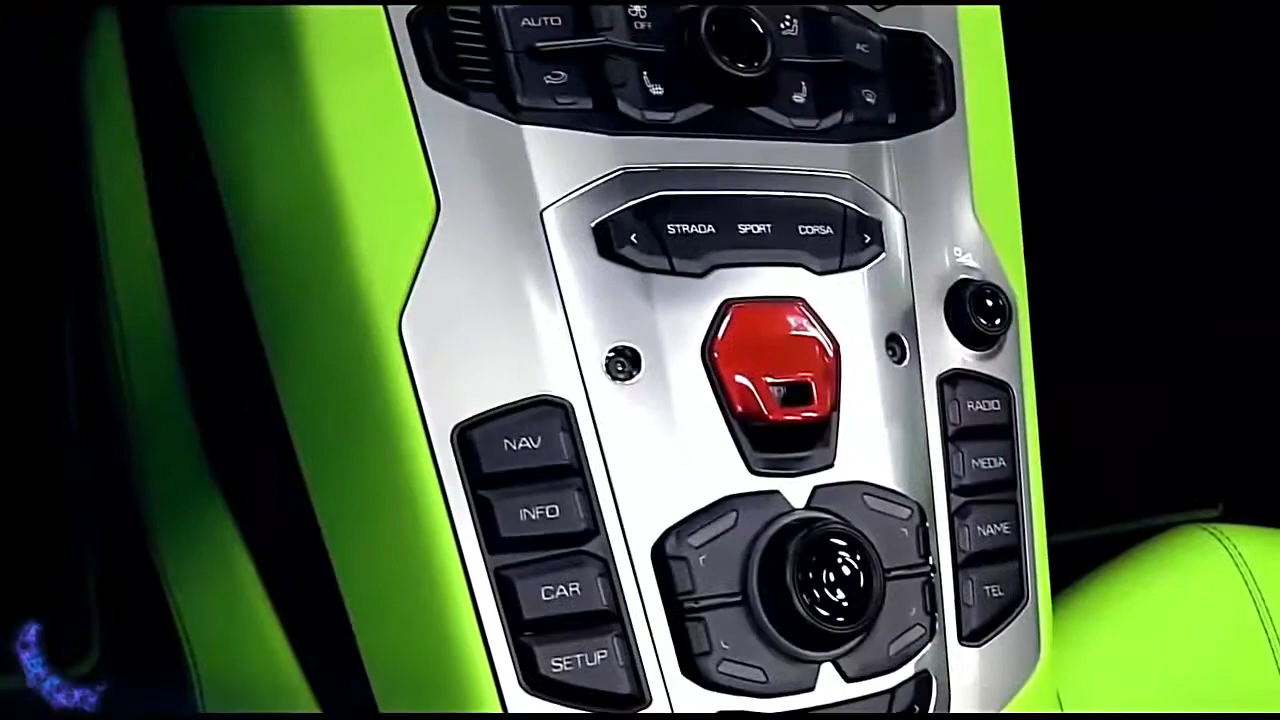 AUTO
OFF
AC
STRADA SPORT CORSA
NAV
INFO
CAR
SETUP
RADIO
MEDIA
NAME
TEL